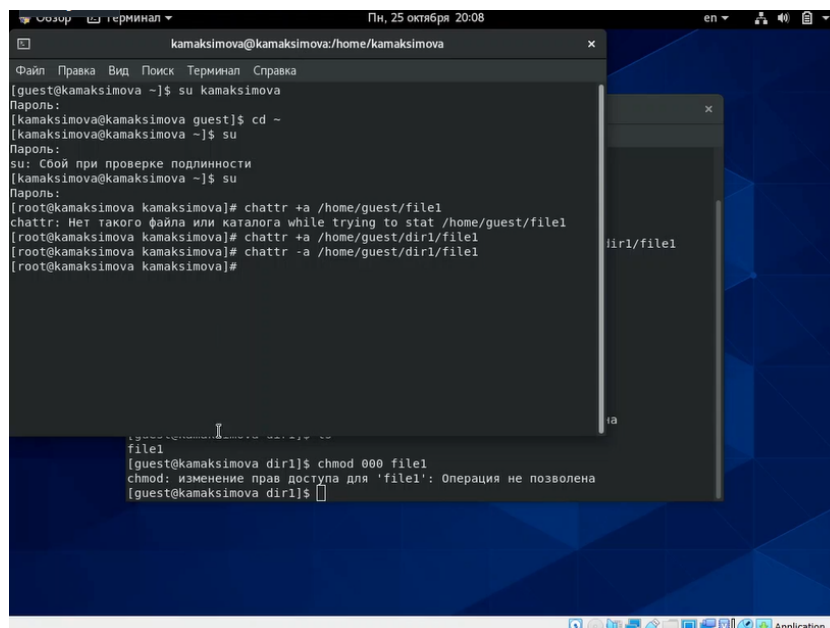 Обзор Терминал Пн, 25 октября 20:08 en
kamaksimova@kamaksimova:/home/kamaksimova
Файл Правка Вид Поиск Терминал Справка
[guest@kamaksimova ~]$ su kamaksimova
Пароль:
[kamaksimova@kamaksimova guest]$ cd ~
[kamaksimova@kamaksimova ~]$ su
Пароль:
su: Сбой при проверке подлинности
[kamaksimova@kamaksimova ~]$ su
Пароль:
[root@kamaksimova kamaksimova]# chattr +a /home/guest/file1
chattr: Нет такого файла или каталога while trying to stat /home/guest/file1
[root@kamaksimova kamaksimova]# chattr +a /home/guest/dir1/file1
[root@kamaksimova kamaksimova]# chattr -a /home/guest/dir1/file1
[root@kamaksimova kamaksimova]#
dir1/file1
на
[guest@kamaksimova dir1]$ ls
file1
[guest@kamaksimova dir1]$ chmod 000 file1
chmod: изменение прав доступа для 'file1': Операция не позволена
[guest@kamaksimova dir1]$
Application